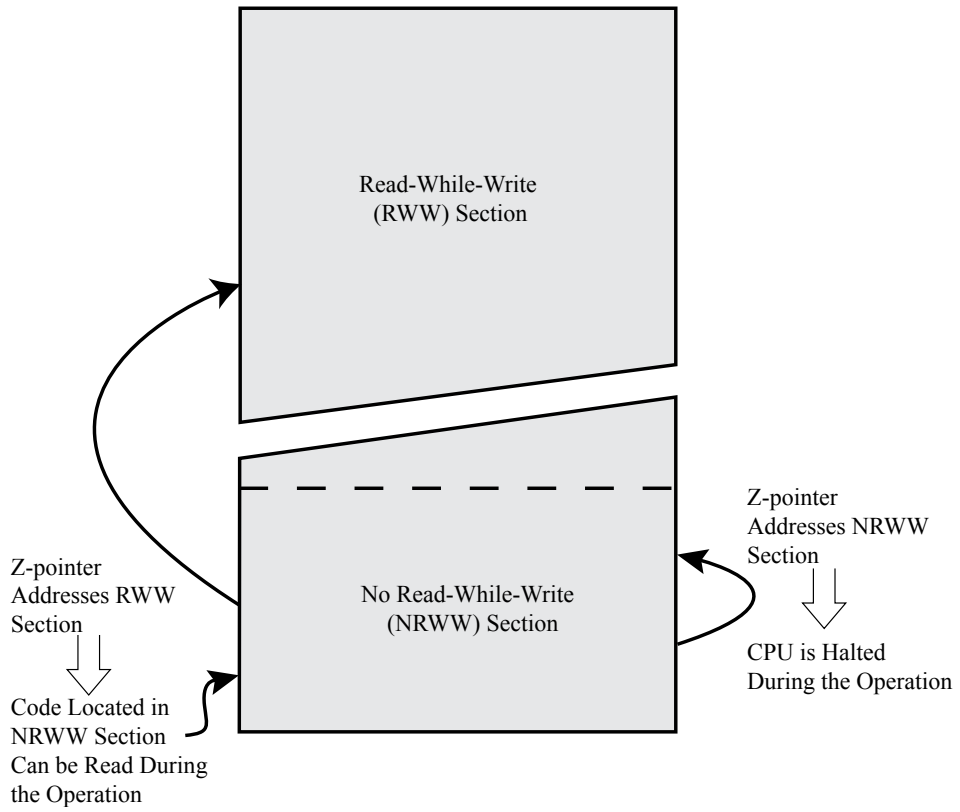 Read-While-Write
(RWW) Section
Z-pointer
Addresses RWW
Section
Code Located in
NRWW Section
Can be Read During
the Operation
No Read-While-Write
(NRWW) Section
Z-pointer
Addresses NRWW
Section
CPU is Halted
During the Operation